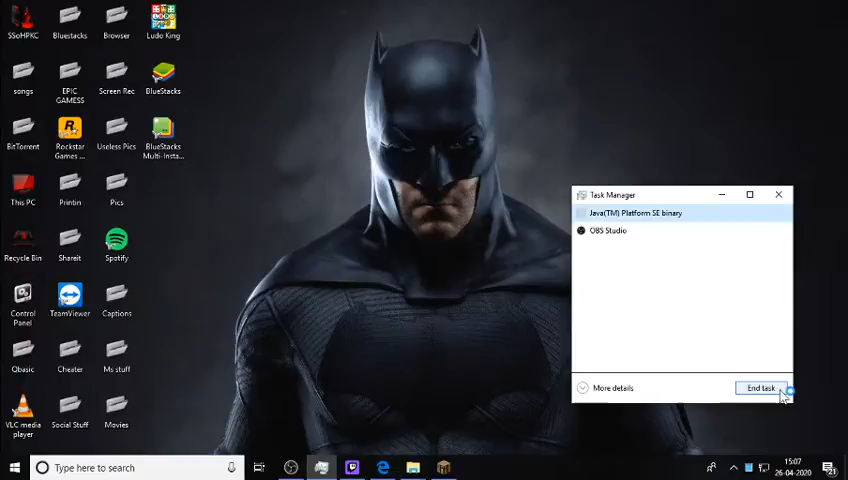 SSoHPKC
Bluestacks
Browser
Ludo King
songs
EPIC
GAMESS
Screen Rec
BlueStacks
BitTorrent
Rockstar
Games ...
Useless Pics
BlueStacks
Multi-Insta...
This PC
Printin
Pics
Recycle Bin
Shareit
Spotify
Control
Panel
TeamViewer
Captions
Qbasic
Cheater
Ms stuff
VLC media
player
Social Stuff
Movies
Task Manager
Java(TM) Platform SE binary
OBS Studio
More details
End task
Type here to search
15:07
26-04-2020
21